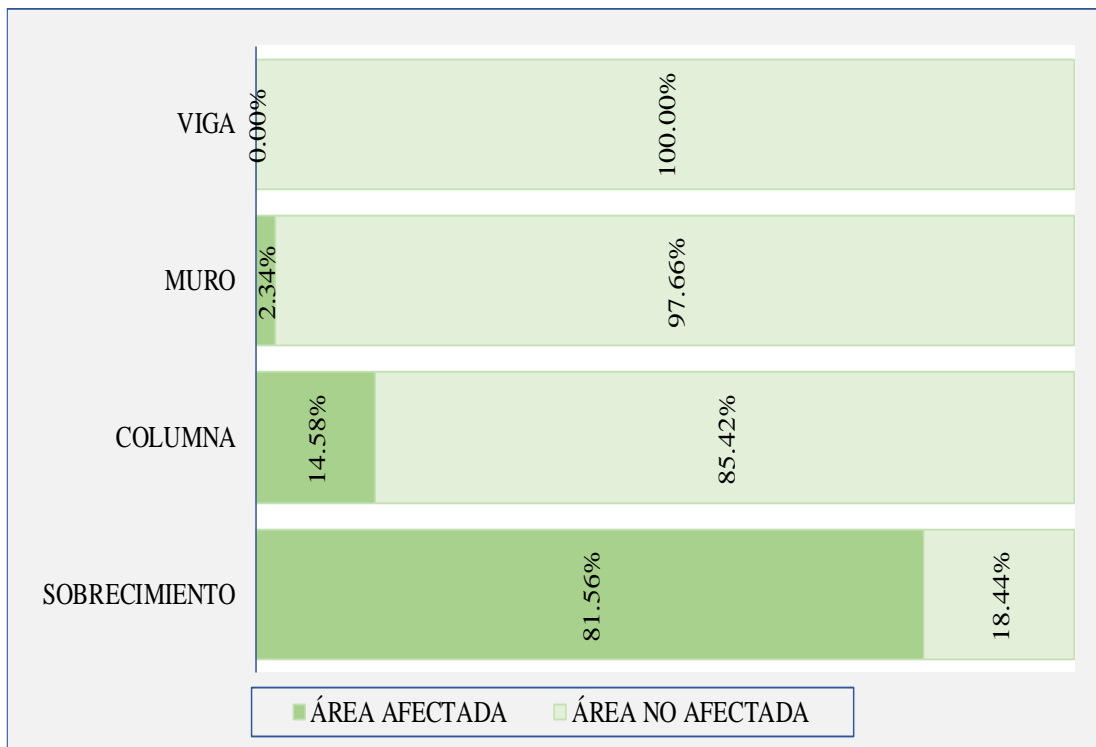 VIGA
0.00%
100.00%
MURO
2.34%
97.66%
COLUMNA
14.58%
85.42%
SOBRECIMIENTO
81.56%
18.44%
ÁREA AFECTADA
ÁREA NO AFECTADA